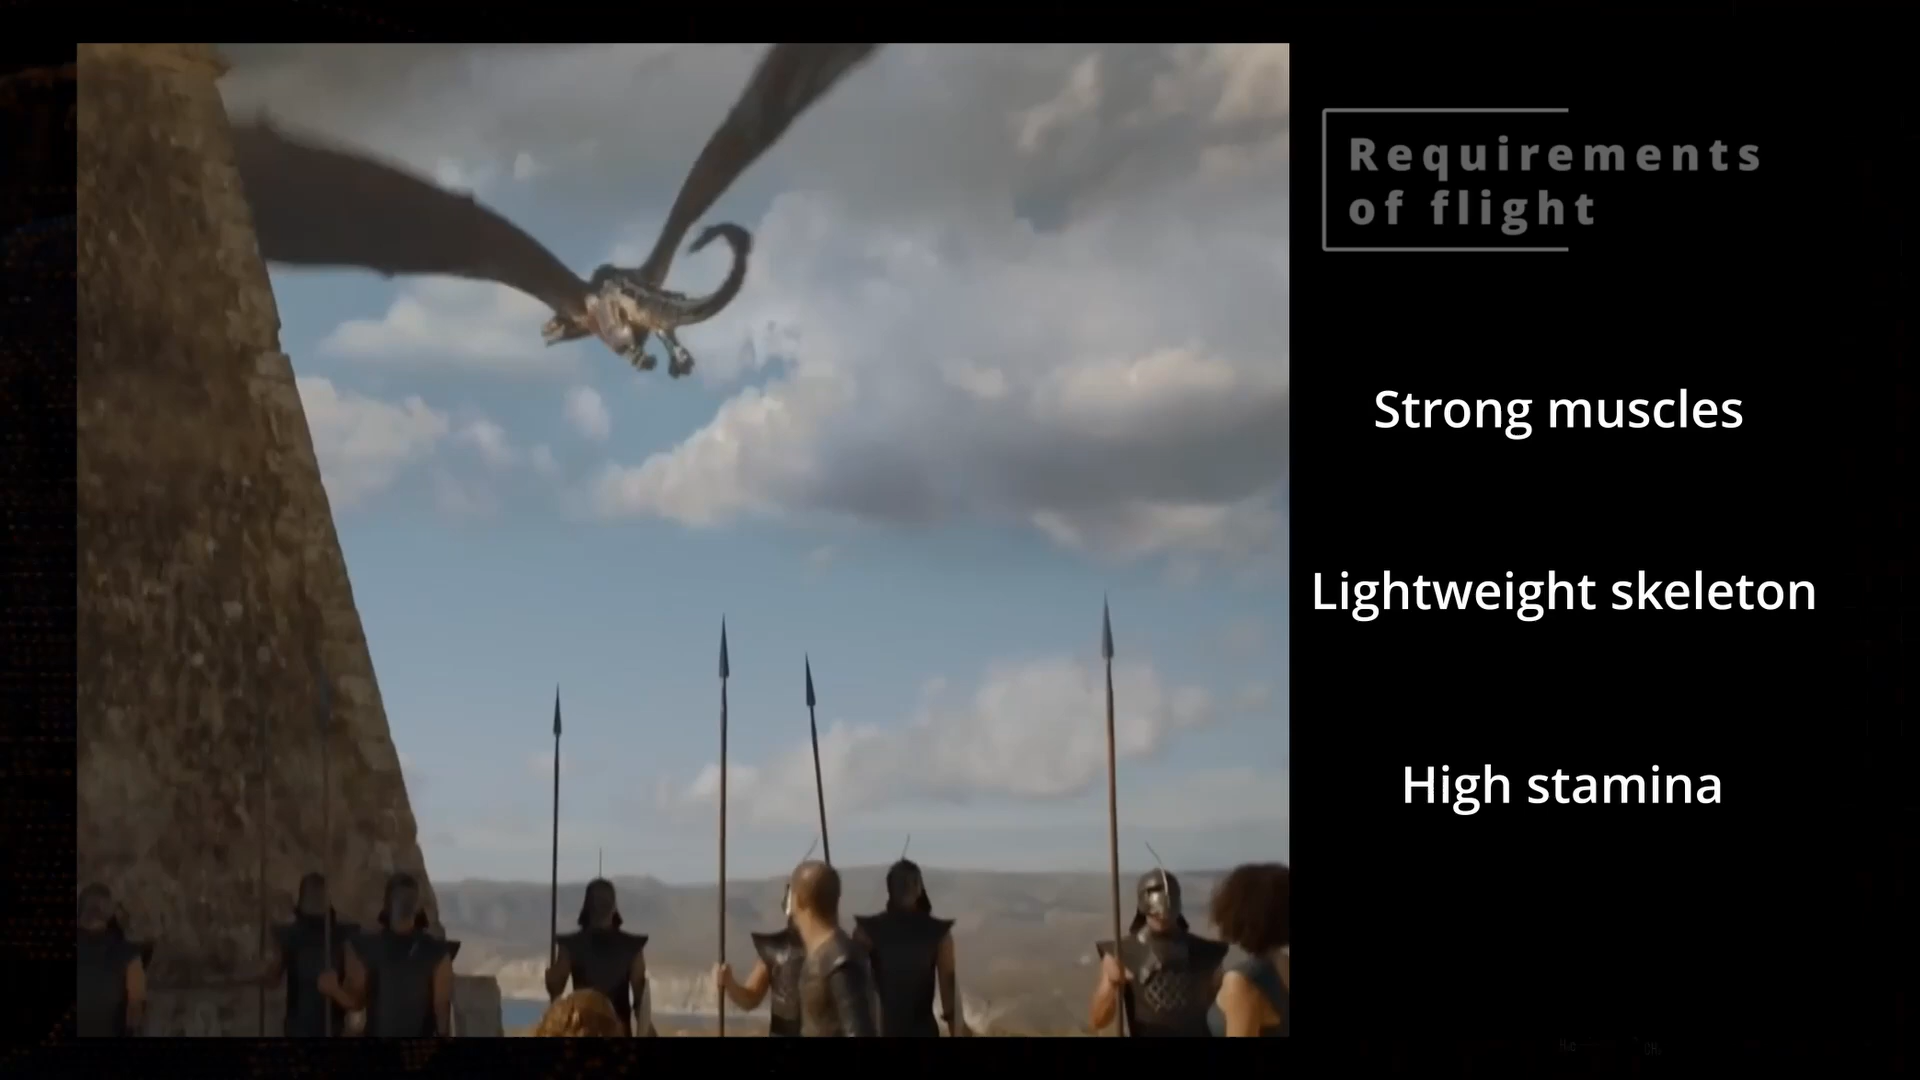 Requirements
of flight
Strong muscles
Lightweight skeleton
High stamina